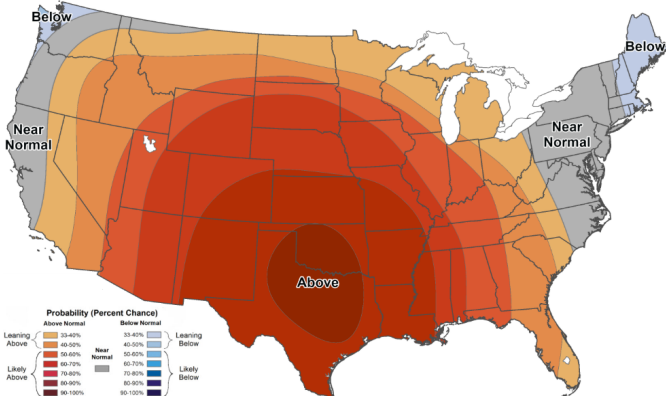 Below
Below
Near
Normal
Near
Normal
Above
Probability (Percent Chance)
Above Normal Below Normal
Leaning
Above
33-40%
40-50%
Likely
Above
50-60%
60-70%
70-80%
80-90%
90-100%
Near
Normal
33-40%
40-50%
Leaning
Below
50-60%
60-70%
70-80%
80-90%
90-100%
Likely
Below